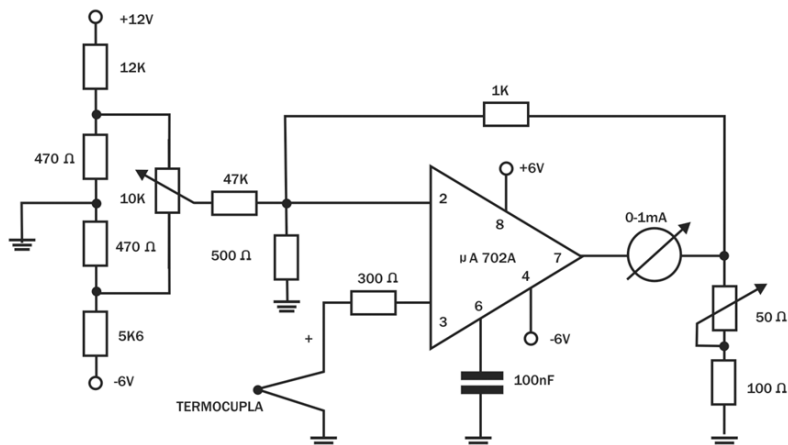 +12V
12K
470 Ω
10K
470 Ω
5K6
-6V
47K
500 Ω
1K
300 Ω
+
TERMOCUPLA
2
3
8
+6V
μ A 702A
7
4
-6V
6
100nF
0-1mA
50 Ω
100 Ω